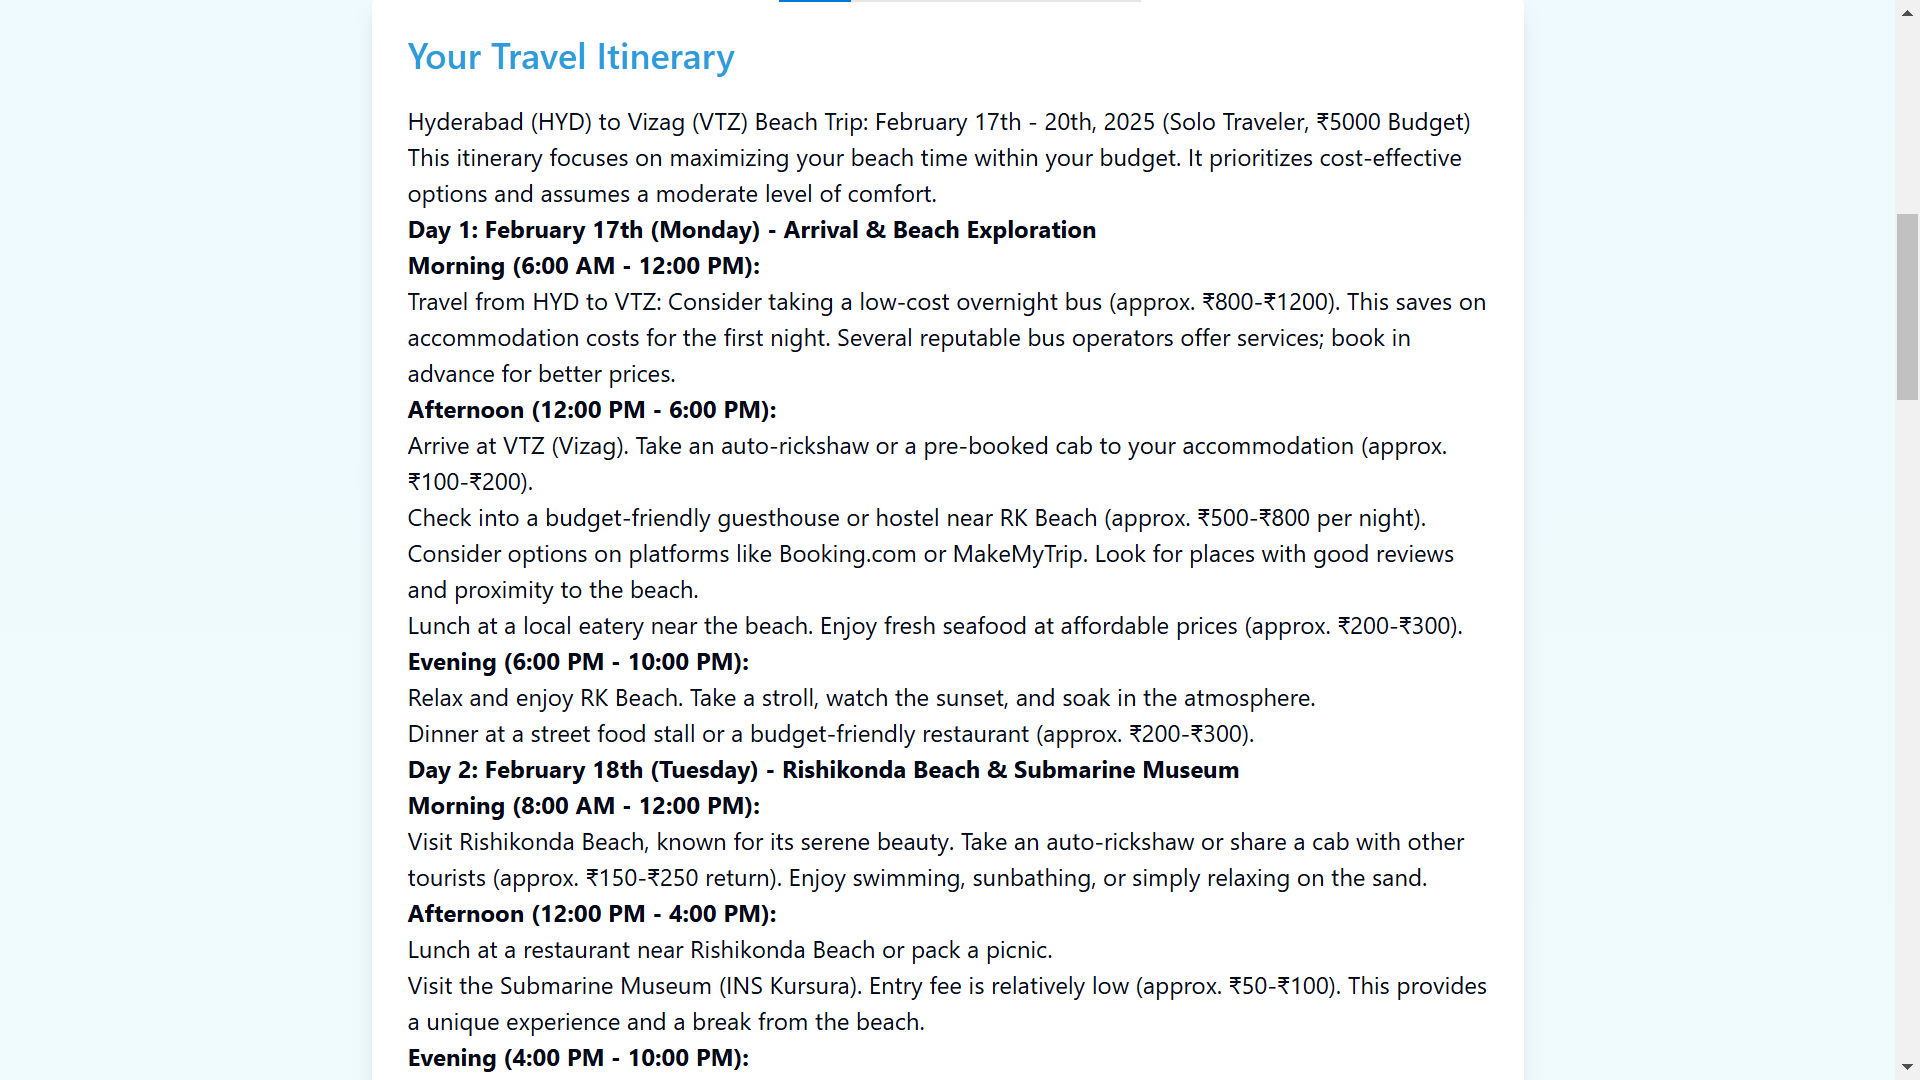 Your Travel Itinerary
Hyderabad (HYD) to Vizag (VTZ) Beach Trip: February 17th - 20th, 2025 (Solo Traveler, ₹5000 Budget)
This itinerary focuses on maximizing your beach time within your budget. It prioritizes cost-effective
options and assumes a moderate level of comfort.
Day 1: February 17th (Monday) - Arrival & Beach Exploration
Morning (6:00 AM - 12:00 PM):
Travel from HYD to VTZ: Consider taking a low-cost overnight bus (approx. ₹800-₹1200). This saves on
accommodation costs for the first night. Several reputable bus operators offer services; book in
advance for better prices.
Afternoon (12:00 PM - 6:00 PM):
Arrive at VTZ (Vizag). Take an auto-rickshaw or a pre-booked cab to your accommodation (approx.
₹100-₹200).
Check into a budget-friendly guesthouse or hostel near RK Beach (approx. ₹500-₹800 per night).
Consider options on platforms like Booking.com or MakeMyTrip. Look for places with good reviews
and proximity to the beach.
Lunch at a local eatery near the beach. Enjoy fresh seafood at affordable prices (approx. ₹200-₹300).
Evening (6:00 PM - 10:00 PM):
Relax and enjoy RK Beach. Take a stroll, watch the sunset, and soak in the atmosphere.
Dinner at a street food stall or a budget-friendly restaurant (approx. ₹200-₹300).
Day 2: February 18th (Tuesday) - Rishikonda Beach & Submarine Museum
Morning (8:00 AM - 12:00 PM):
Visit Rishikonda Beach, known for its serene beauty. Take an auto-rickshaw or share a cab with other
tourists (approx. ₹150-₹250 return). Enjoy swimming, sunbathing, or simply relaxing on the sand.
Afternoon (12:00 PM - 4:00 PM):
Lunch at a restaurant near Rishikonda Beach or pack a picnic.
Visit the Submarine Museum (INS Kursura). Entry fee is relatively low (approx. ₹50-₹100). This provides
a unique experience and a break from the beach.
Evening (4:00 PM - 10:00 PM):